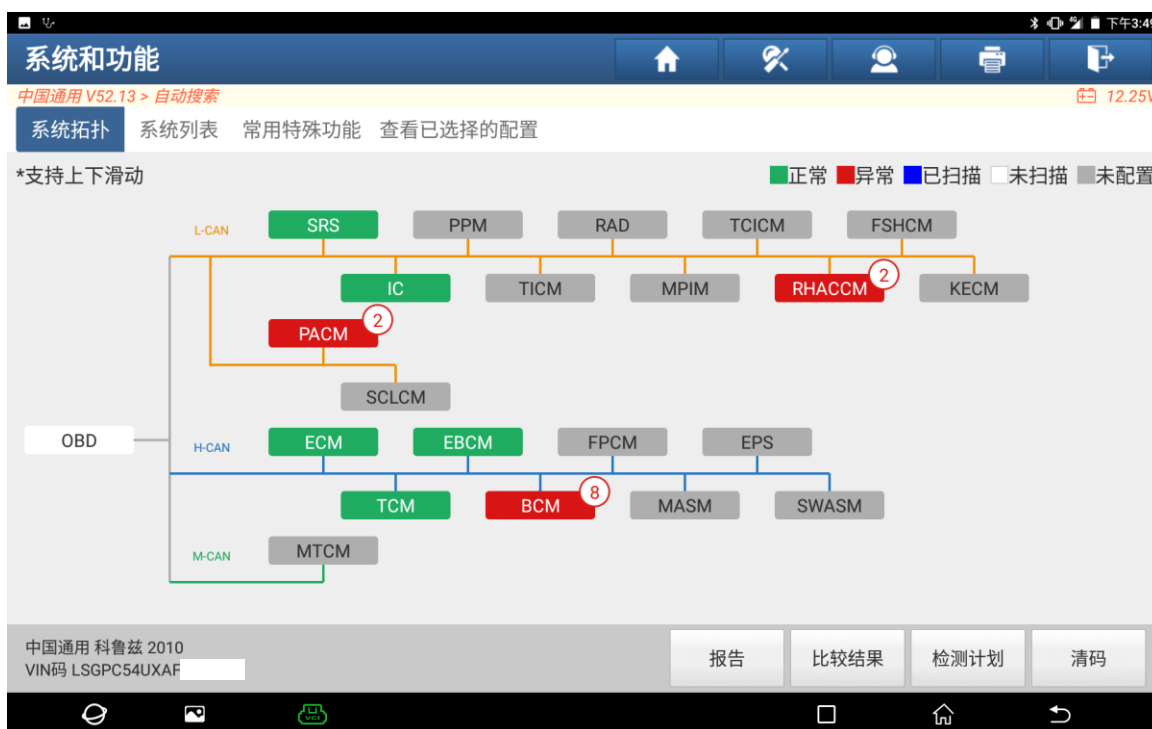 下午3:49
系统和功能
中国通用 V52.13 > 自动搜索
12.25V
系统拓扑 系统列表 常用特殊功能 查看已选择的配置
*支持上下滑动
正常 异常 已扫描 未扫描 未配置
L-CAN
SRS PPM RAD TCICM FSHCM
IC TICM MPIM RHACCM 2 KECM
PACM 2
SCLCM
OBD
H-CAN
ECM EBCM FPCM EPS
TCM BCM 8 MASM SWASM
M-CAN
MTCM
中国通用 科鲁兹 2010
VIN码 LSGPC54UXAF
报告 比较结果 检测计划 清码
VCI